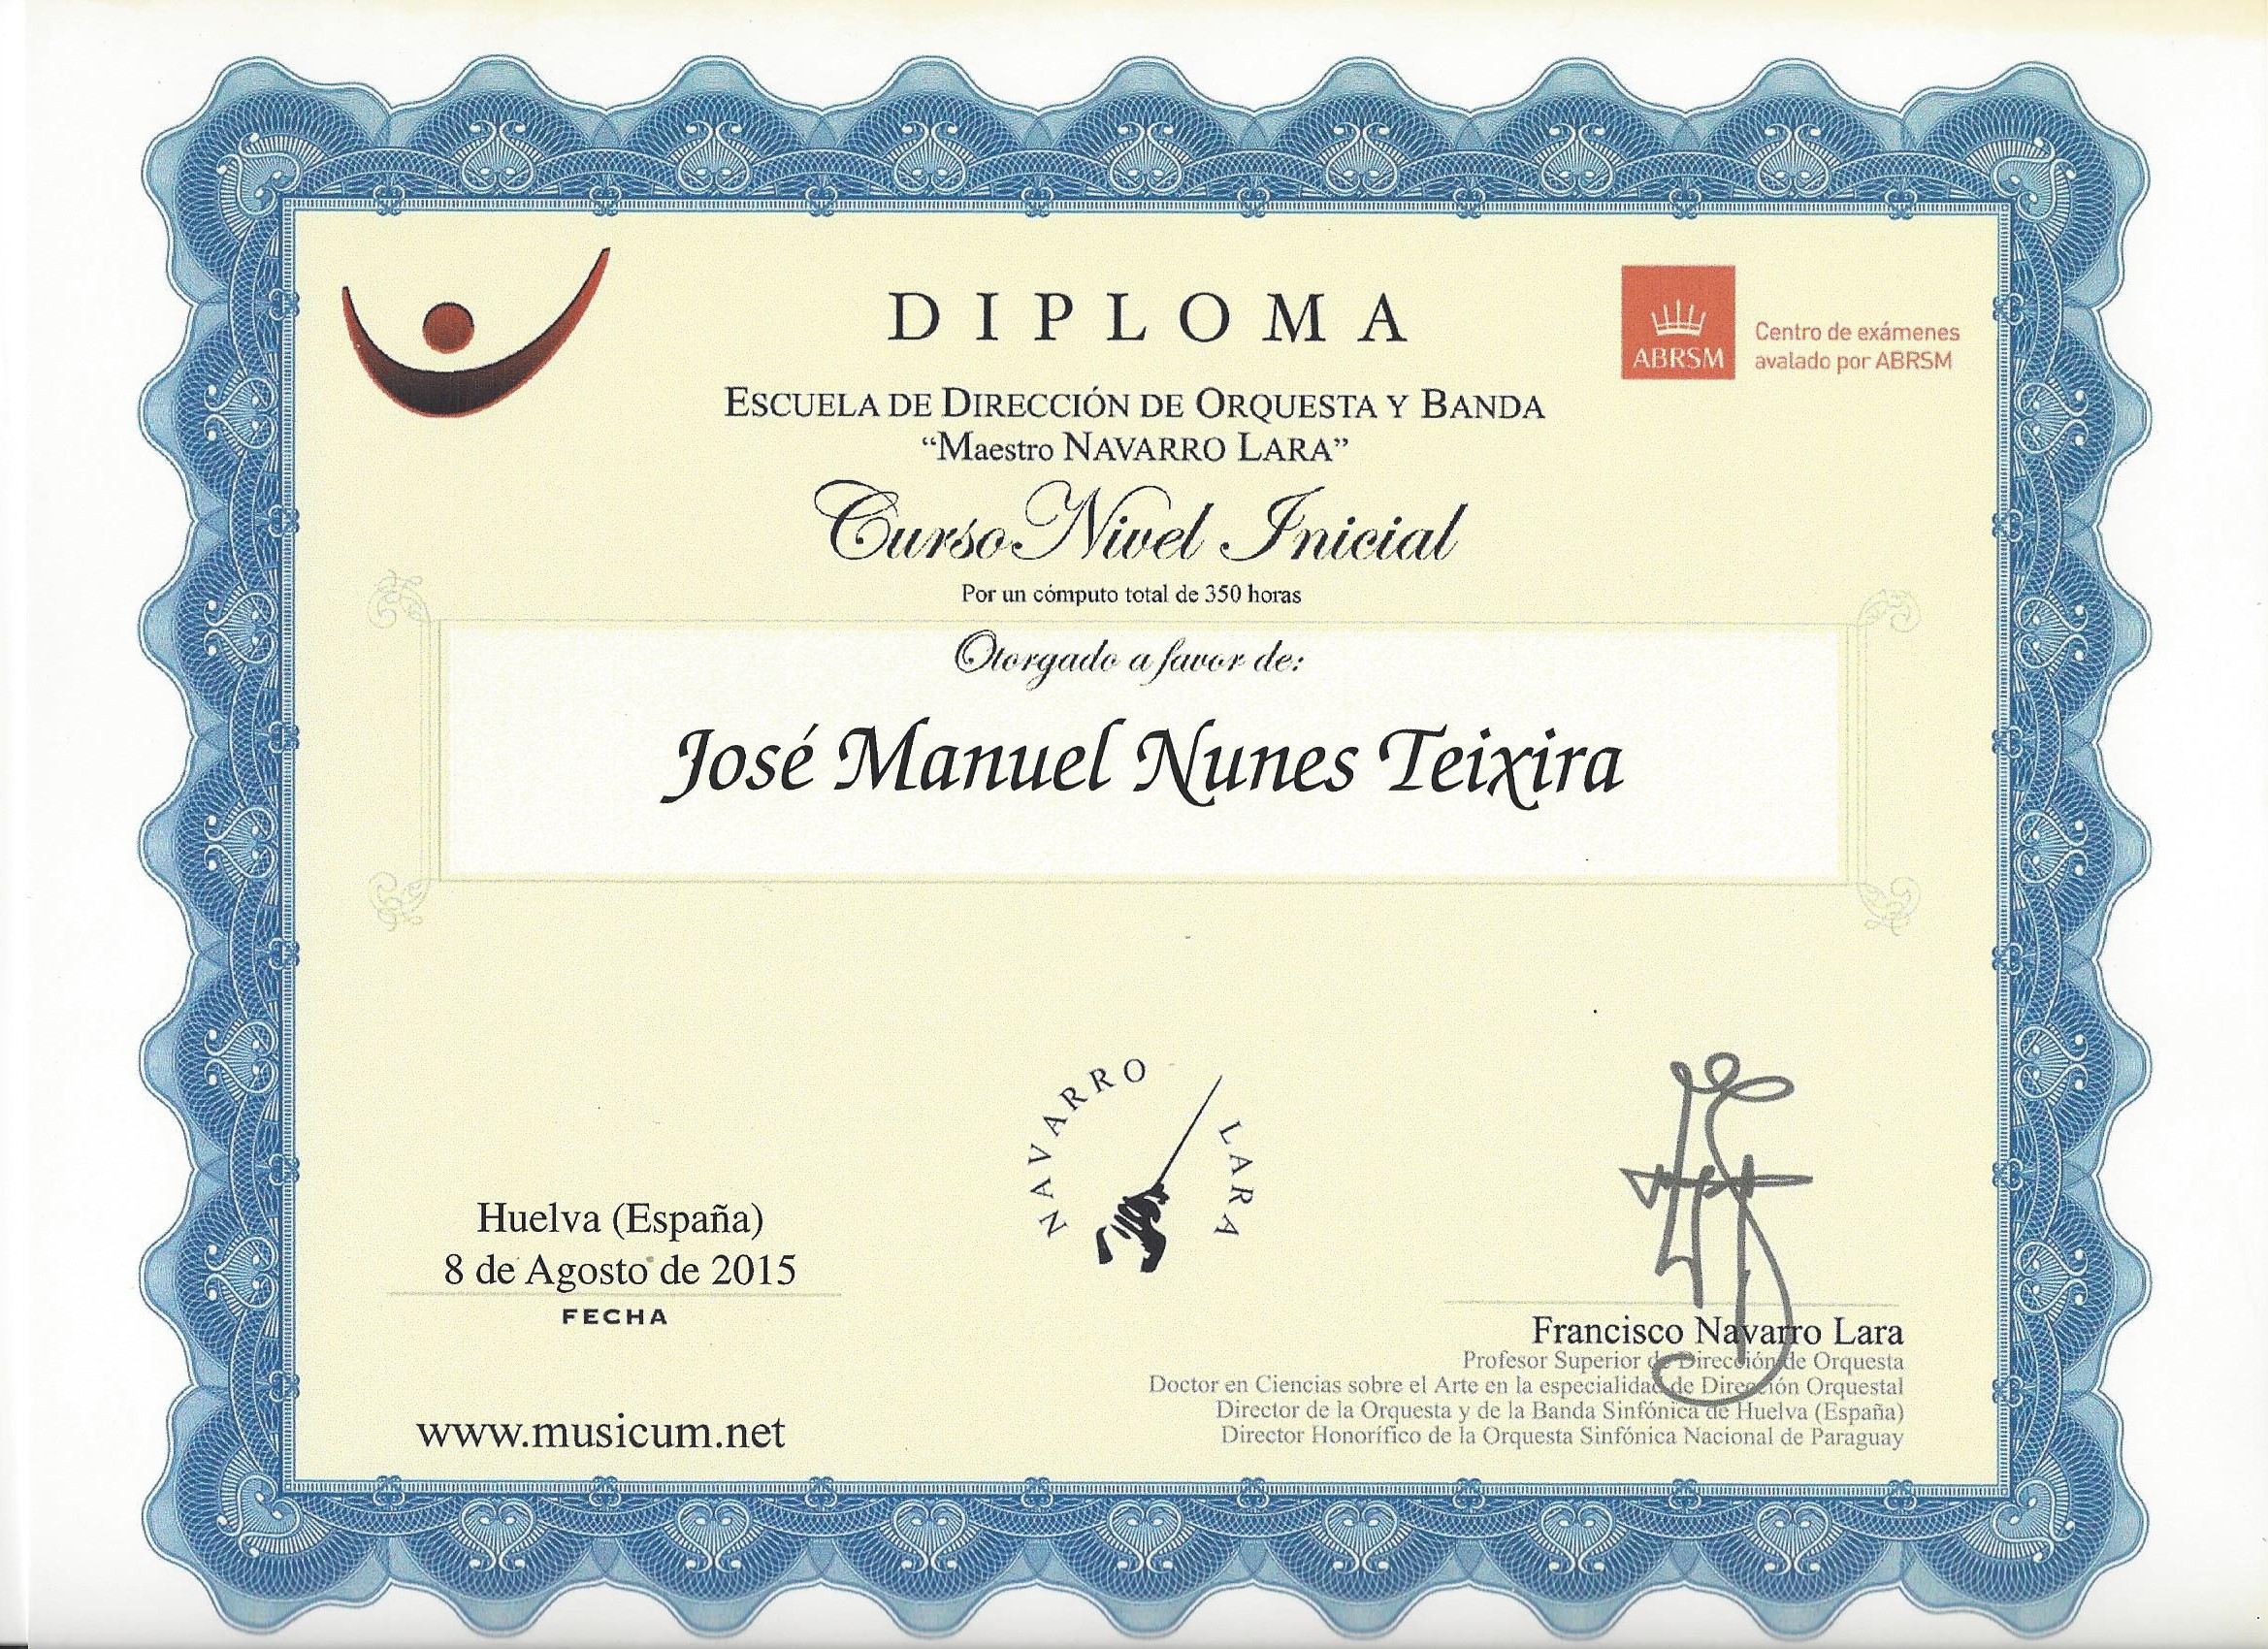 DIPLOMA
ABRSM
Centro de exámenes
avalado por ABRSM
ESCUELA DE DIRECCIÓN DE ORQUESTA Y BANDA
“Maestro NAVARRO LARA”
Curso Nivel Inicial
Por un cómputo total de 350 horas
Otorgado a favor de:
José Manuel Nunes Teixira
NAVARRO LARA
Huelva (España)
8 de Agosto de 2015
FECHA
www.musicum.net
Francisco Navarro Lara
Profesor Superior de Dirección de Orquesta
Doctor en Ciencias sobre el Arte en la especialidad de Dirección Orquestal
Director de la Orquesta y de la Banda Sinfónica de Huelva (España)
Director Honorífico de la Orquesta Sinfónica Nacional de Paraguay